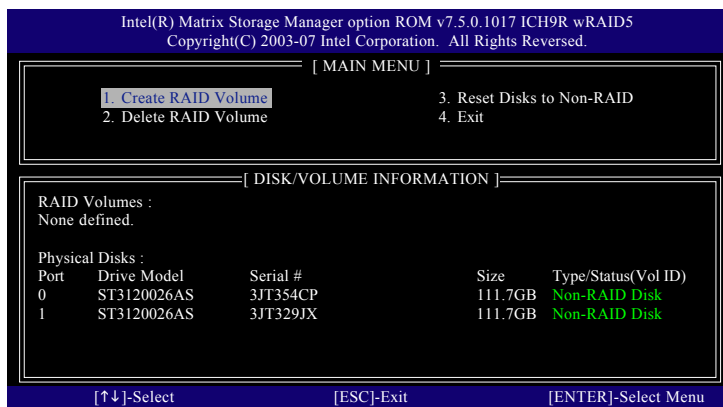 Intel(R) Matrix Storage Manager option ROM v7.5.0.1017 ICH9R wRAID5
Copyright(C) 2003-07 Intel Corporation.  All Rights Reversed.
[ MAIN MENU ]
1. Create RAID Volume 3. Reset Disks to Non-RAID
2. Delete RAID Volume 4. Exit
[ DISK/VOLUME INFORMATION ]
RAID Volumes :
None defined.
Physical Disks :
Port Drive Model Serial # Size Type/Status(Vol ID)
0 ST3120026AS 3JT354CP 111.7GB Non-RAID Disk
1 ST3120026AS 3JT329JX 111.7GB Non-RAID Disk
[↑↓]-Select [ESC]-Exit [ENTER]-Select Menu